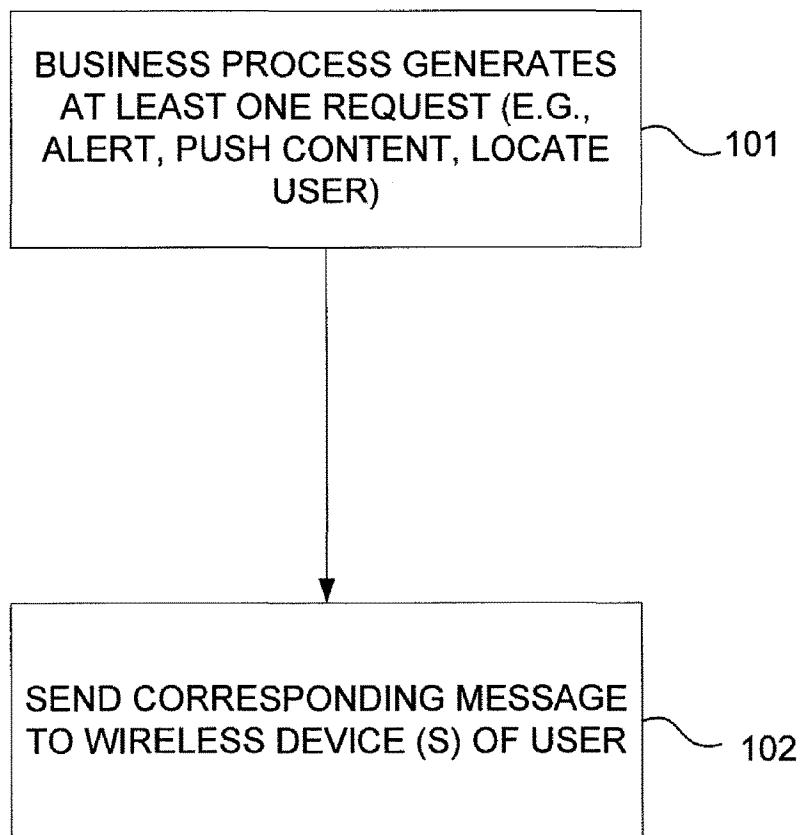 BUSINESS PROCESS GENERATES
AT LEAST ONE REQUEST (E.G.,
ALERT, PUSH CONTENT, LOCATE
USER)
101
SEND CORRESPONDING MESSAGE
TO WIRELESS DEVICE (S) OF USER
102